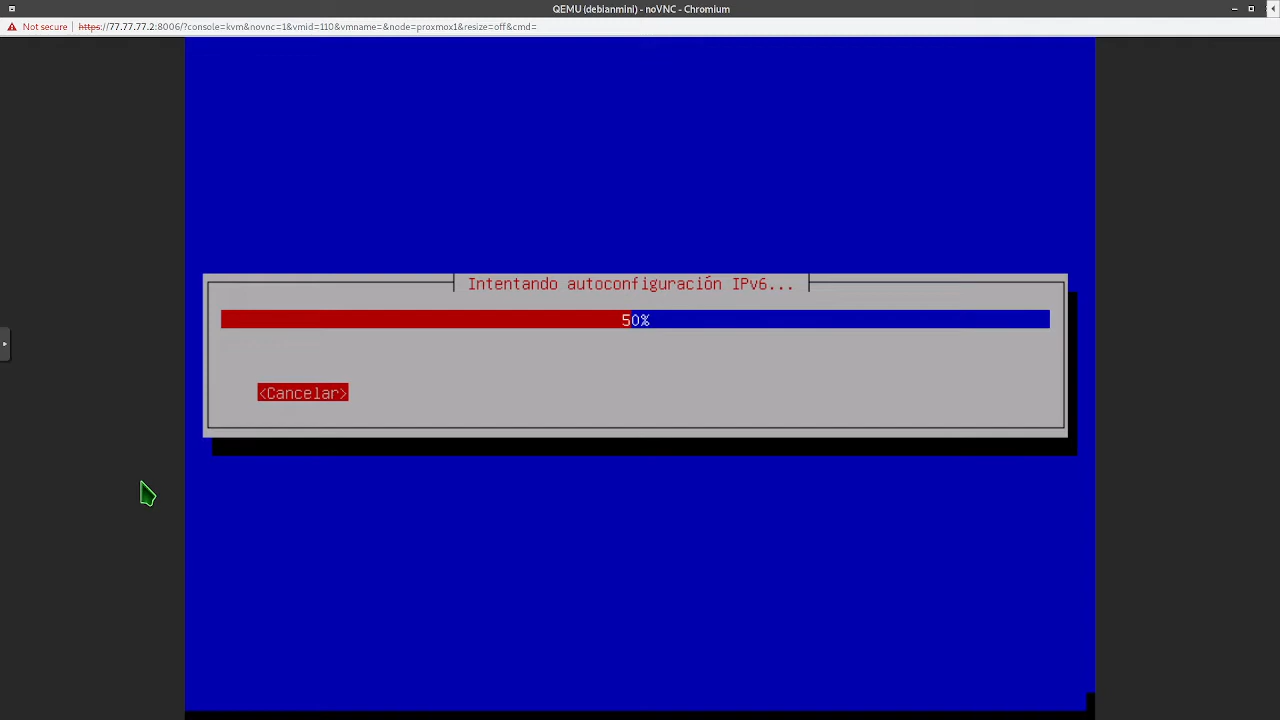 QEMU (debianmini) - noVNC - Chromium
Not secure https://77.77.77.2:8006/?console=kvm&novnc=1&vmid=110&vmname=&node=proxmox1&resize=off&cmd=
Intentando autoconfiguración IPv6...
50%
<Cancelar>